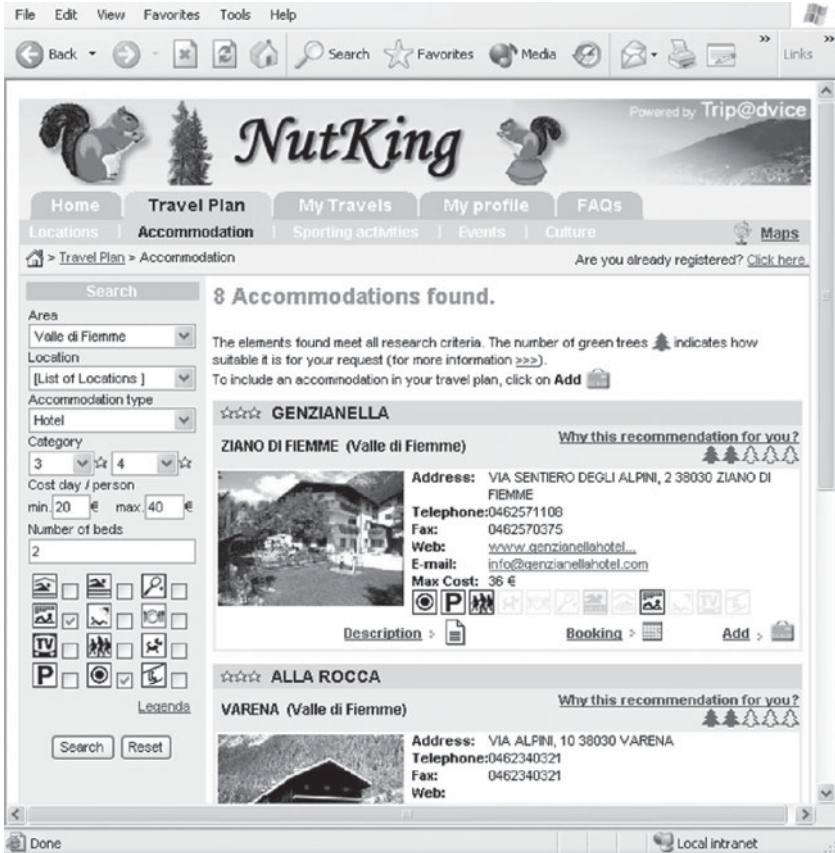 File Edit View Favorites Tools Help
Back Search Favorites Media » Links »
NutKing
Powered by Trip@dvice
Home Travel Plan My Travels My profile FAQs
Locations | Accommodation | Sporting activities | Events | Culture Maps
> Travel Plan > Accommodation Are you already registered? Click here.
Search
Area
Valle di Fiemme
Location
[List of Locations ]
Accommodation type
Hotel
Category
3 4
Cost day / person
min. 20 € max. 40 €
Number of beds
2
TV
P
Legenda
Search Reset
8 Accommodations found.
The elements found meet all research criteria. The number of green trees indicates how
suitable it is for your request (for more information >>>).
To include an accommodation in your travel plan, click on Add
GENZIANELLA
ZIANO DI FIEMME (Valle di Fiemme) Why this recommendation for you?
Address: VIA SENTIERO DEGLI ALPINI, 2 38030 ZIANO DI
FIEMME
Telephone:0462571108
Fax: 0462570375
Web: www.genzianellahotel...
E-mail: info@genzianellahotel.com
Max Cost: 36 €
P TV
Description > Booking > Add >
ALLA ROCCA
VARENA (Valle di Fiemme) Why this recommendation for you?
Address: VIA ALPINI, 10 38030 VARENA
Telephone:0462340321
Fax: 0462340321
Web:
Done Local intranet